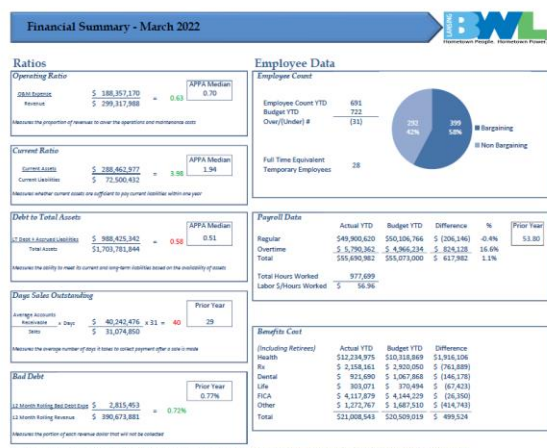 Financial Summary - March 2022
LANSING
BWL
Hometown People. Hometown Power.
Ratios
Operating Ratio
APPA Median
O&M Expense $ 188,357,170 = 0.63 0.70
Revenue $ 299,317,988
Measures the proportion of revenues to cover the operations and maintenance costs
Current Ratio
APPA Median
Current Assets $ 288,462,977 = 3.98 1.94
Current Liabilities $ 72,500,432
Measures whether current assets are sufficient to pay current liabilities within one year
Debt to Total Assets
APPA Median
LT Debt + Accrued Liabilities $ 988,425,342 = 0.58 0.51
Total Assets $1,703,781,844
Measures the ability to meet its current and long-term liabilities based on the availability of assets
Days Sales Outstanding
Prior Year
Average Accounts
Receivable x Days $ 40,242,476 x 31 = 40 29
Sales $ 31,074,850
Measures the average number of days it takes to collect payment after a sale is made
Bad Debt
Prior Year
0.77%
12 Month Rolling Bad Debt Exps $ 2,815,453 = 0.72%
12 Month Rolling Revenue $ 390,673,881
Measures the portion of each revenue dollar that will not be collected
Employee Data
Employee Count
Employee Count YTD 691
Budget YTD 722
Over/(Under) # (31)
Full Time Equivalent
Temporary Employees 28
292
42%
399
58%
Bargaining
Non Bargaining
Payroll Data
Actual YTD Budget YTD Difference % Prior Year
Regular $49,900,620 $50,106,766 $ (206,146) -0.4% 53.80
Overtime $ 5,790,362 $ 4,966,234 $ 824,128 16.6%
Total $55,690,982 $55,073,000 $ 617,982 1.1%
Total Hours Worked 977,699
Labor $/Hours Worked $ 56.96
Benefits Cost
(Including Retirees) Actual YTD Budget YTD Difference
Health $12,234,975 $10,318,869 $1,916,106
Rx $ 2,158,161 $ 2,920,050 $ (761,889)
Dental $ 921,690 $ 1,067,868 $ (146,178)
Life $ 303,071 $ 370,494 $ (67,423)
FICA $ 4,117,879 $ 4,144,229 $ (26,350)
Other $ 1,272,767 $ 1,687,510 $ (414,743)
Total $21,008,543 $20,509,019 $ 499,524